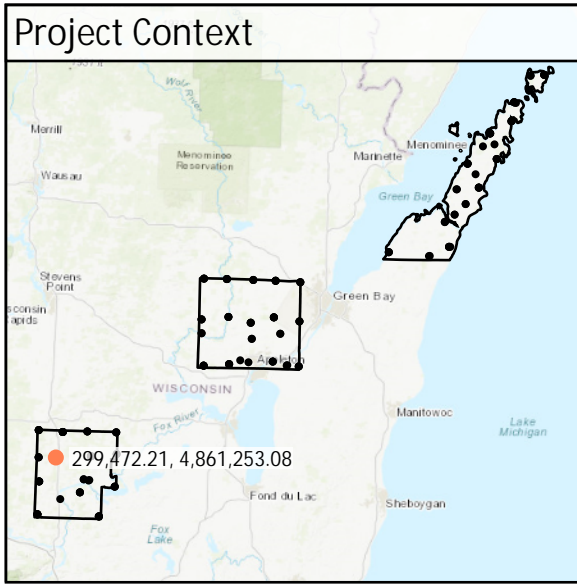 Project Context
Wolf River
Merrill
Menominee
Menominee
Reservation
Marinette
Wausau
Green Bay
Stevens
Point
Green Bay
Appleton
WISCONSIN
Manitowoc
Fox River
Lake
Michigan
299,472.21, 4,861,253.08
Fond du Lac
Sheboygan
Fox
Lake